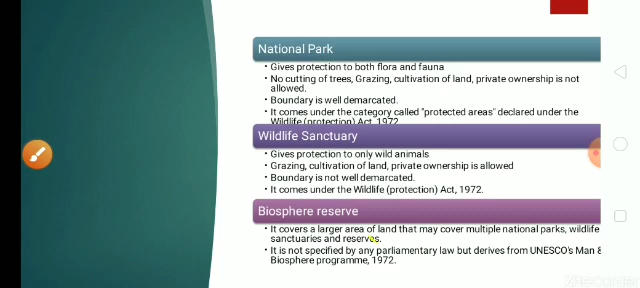 National Park
• Gives protection to both flora and fauna
• No cutting of trees, Grazing, cultivation of land, private ownership is not
allowed.
• Boundary is well demarcated.
• It comes under the category called "protected areas" declared under the
Wildlife (protection) Act, 1972
Wildlife Sanctuary
• Gives protection to only wild animals
• Grazing, cultivation of land, private ownership is allowed
• Boundary is not well demarcated.
• It comes under the Wildlife (protection) Act, 1972.
Biosphere reserve
• It covers a larger area of land that may cover multiple national parks, wildlife
sanctuaries and reserves.
• It is not specified by any parliamentary law but derives from UNESCO's Man &
Biosphere programme, 1972.